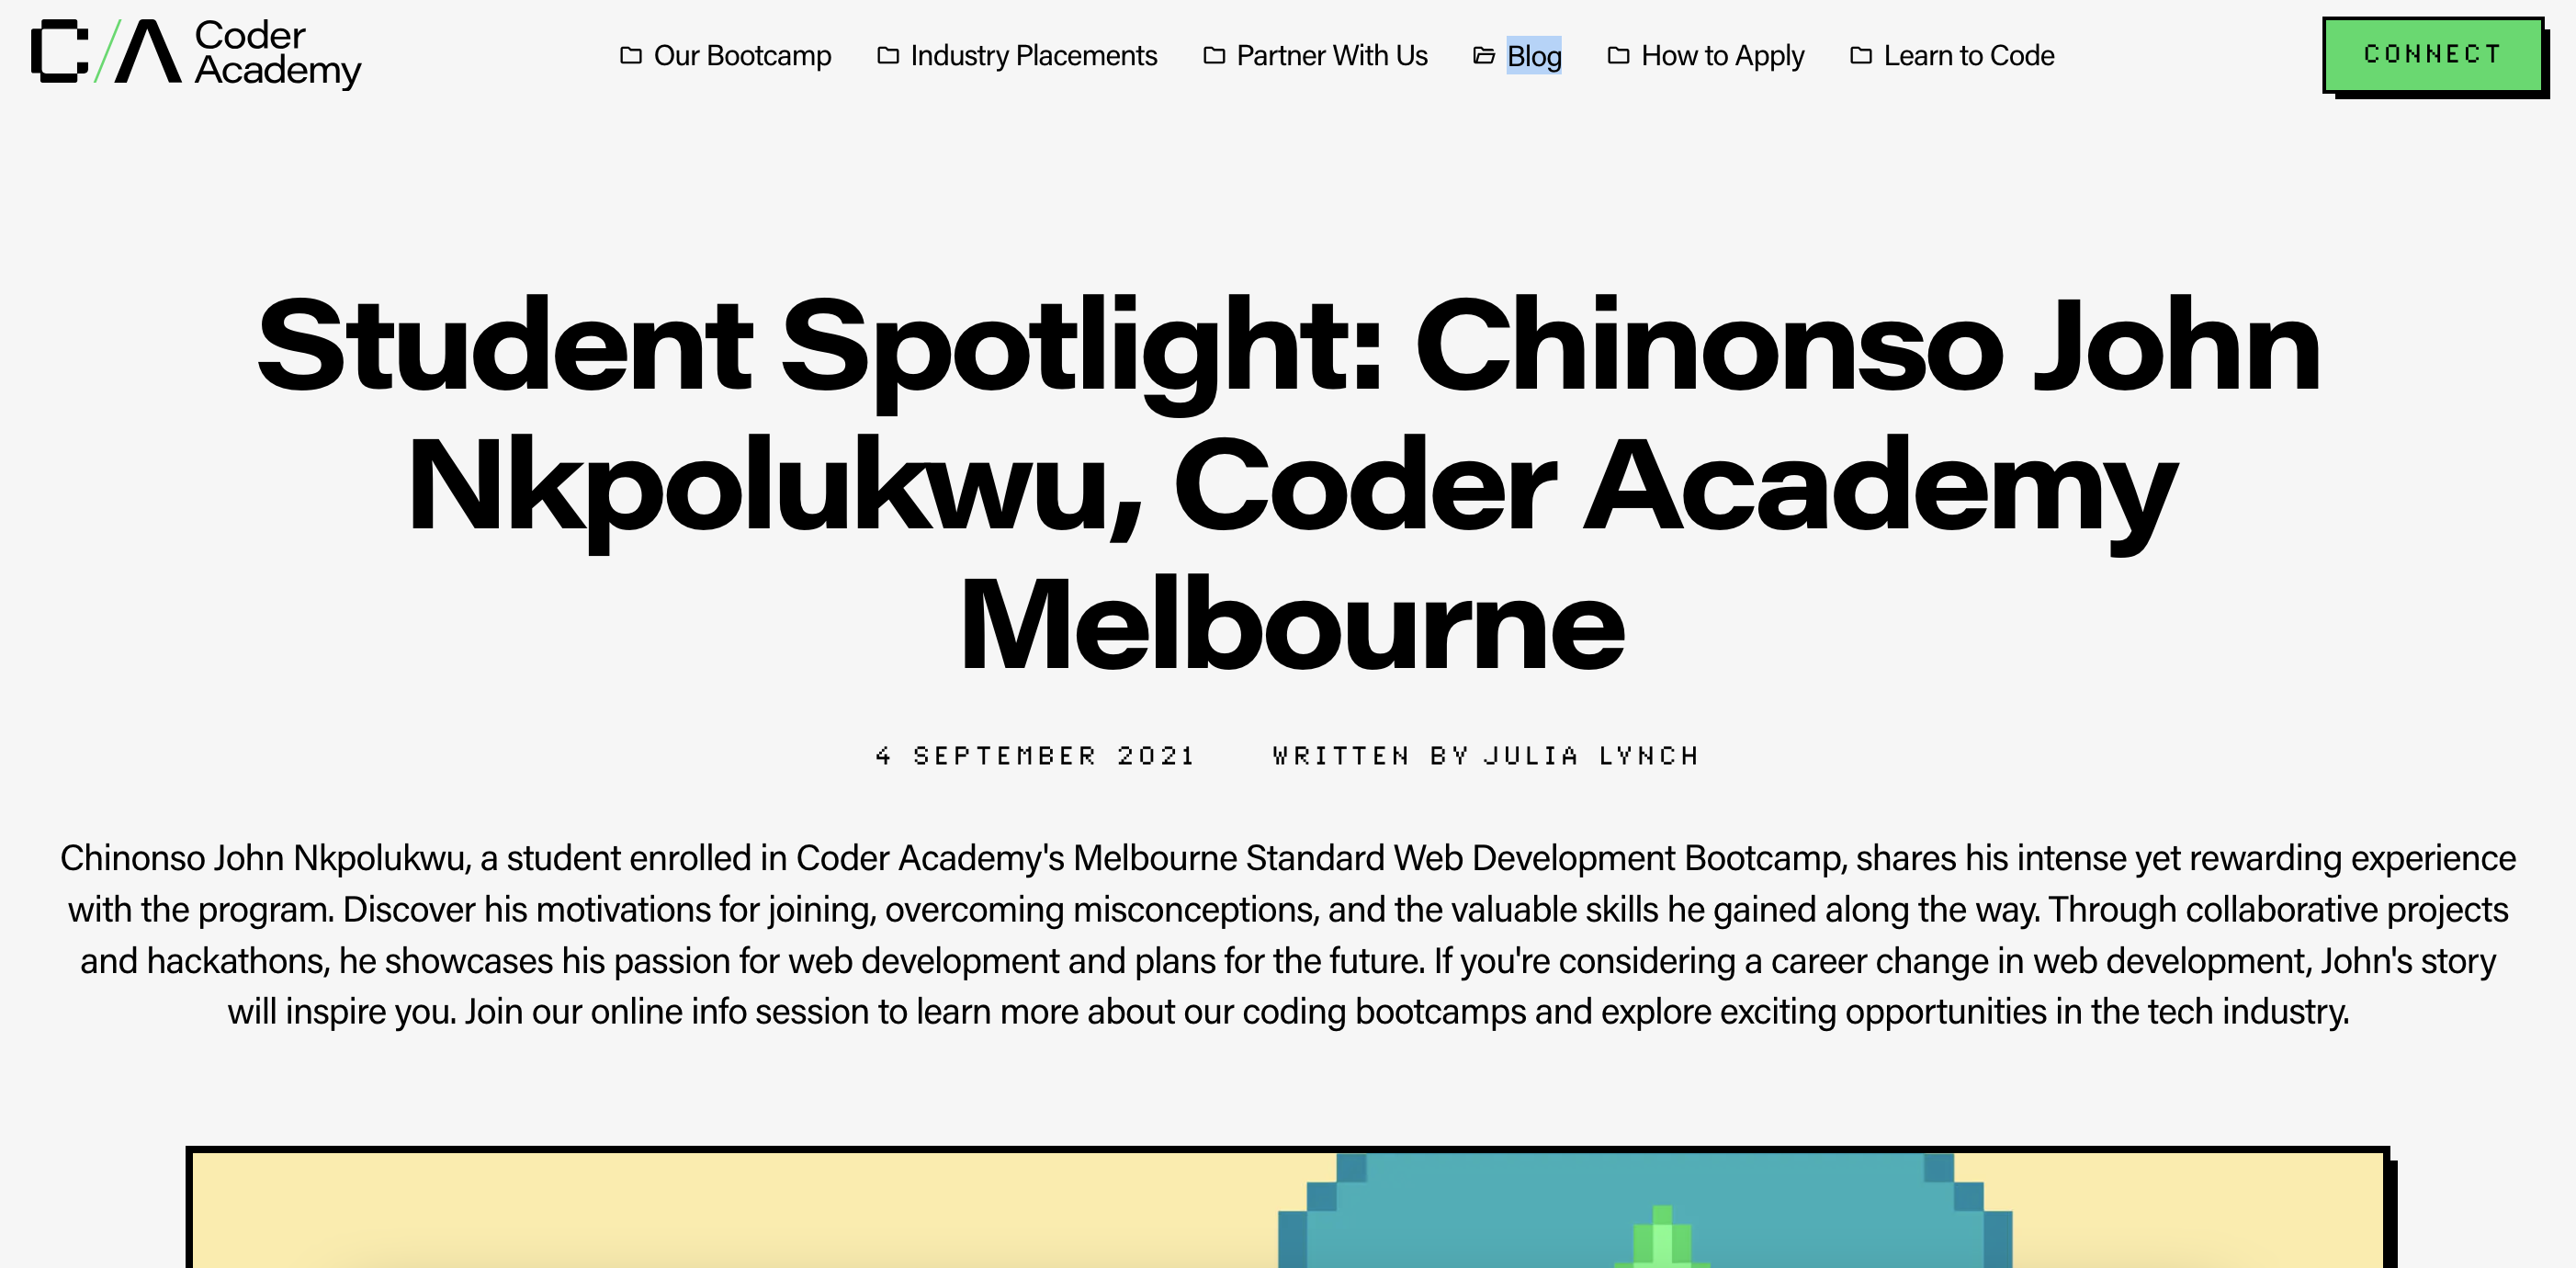 Coder
Academy
Our Bootcamp Industry Placements Partner With Us Blog How to Apply Learn to Code
CONNECT
Student Spotlight: Chinonso John
Nkpolukwu, Coder Academy
Melbourne
4 SEPTEMBER 2021 WRITTEN BY JULIA LYNCH
Chinonso John Nkpolukwu, a student enrolled in Coder Academy's Melbourne Standard Web Development Bootcamp, shares his intense yet rewarding experience
with the program. Discover his motivations for joining, overcoming misconceptions, and the valuable skills he gained along the way. Through collaborative projects
and hackathons, he showcases his passion for web development and plans for the future. If you're considering a career change in web development, John's story
will inspire you. Join our online info session to learn more about our coding bootcamps and explore exciting opportunities in the tech industry.